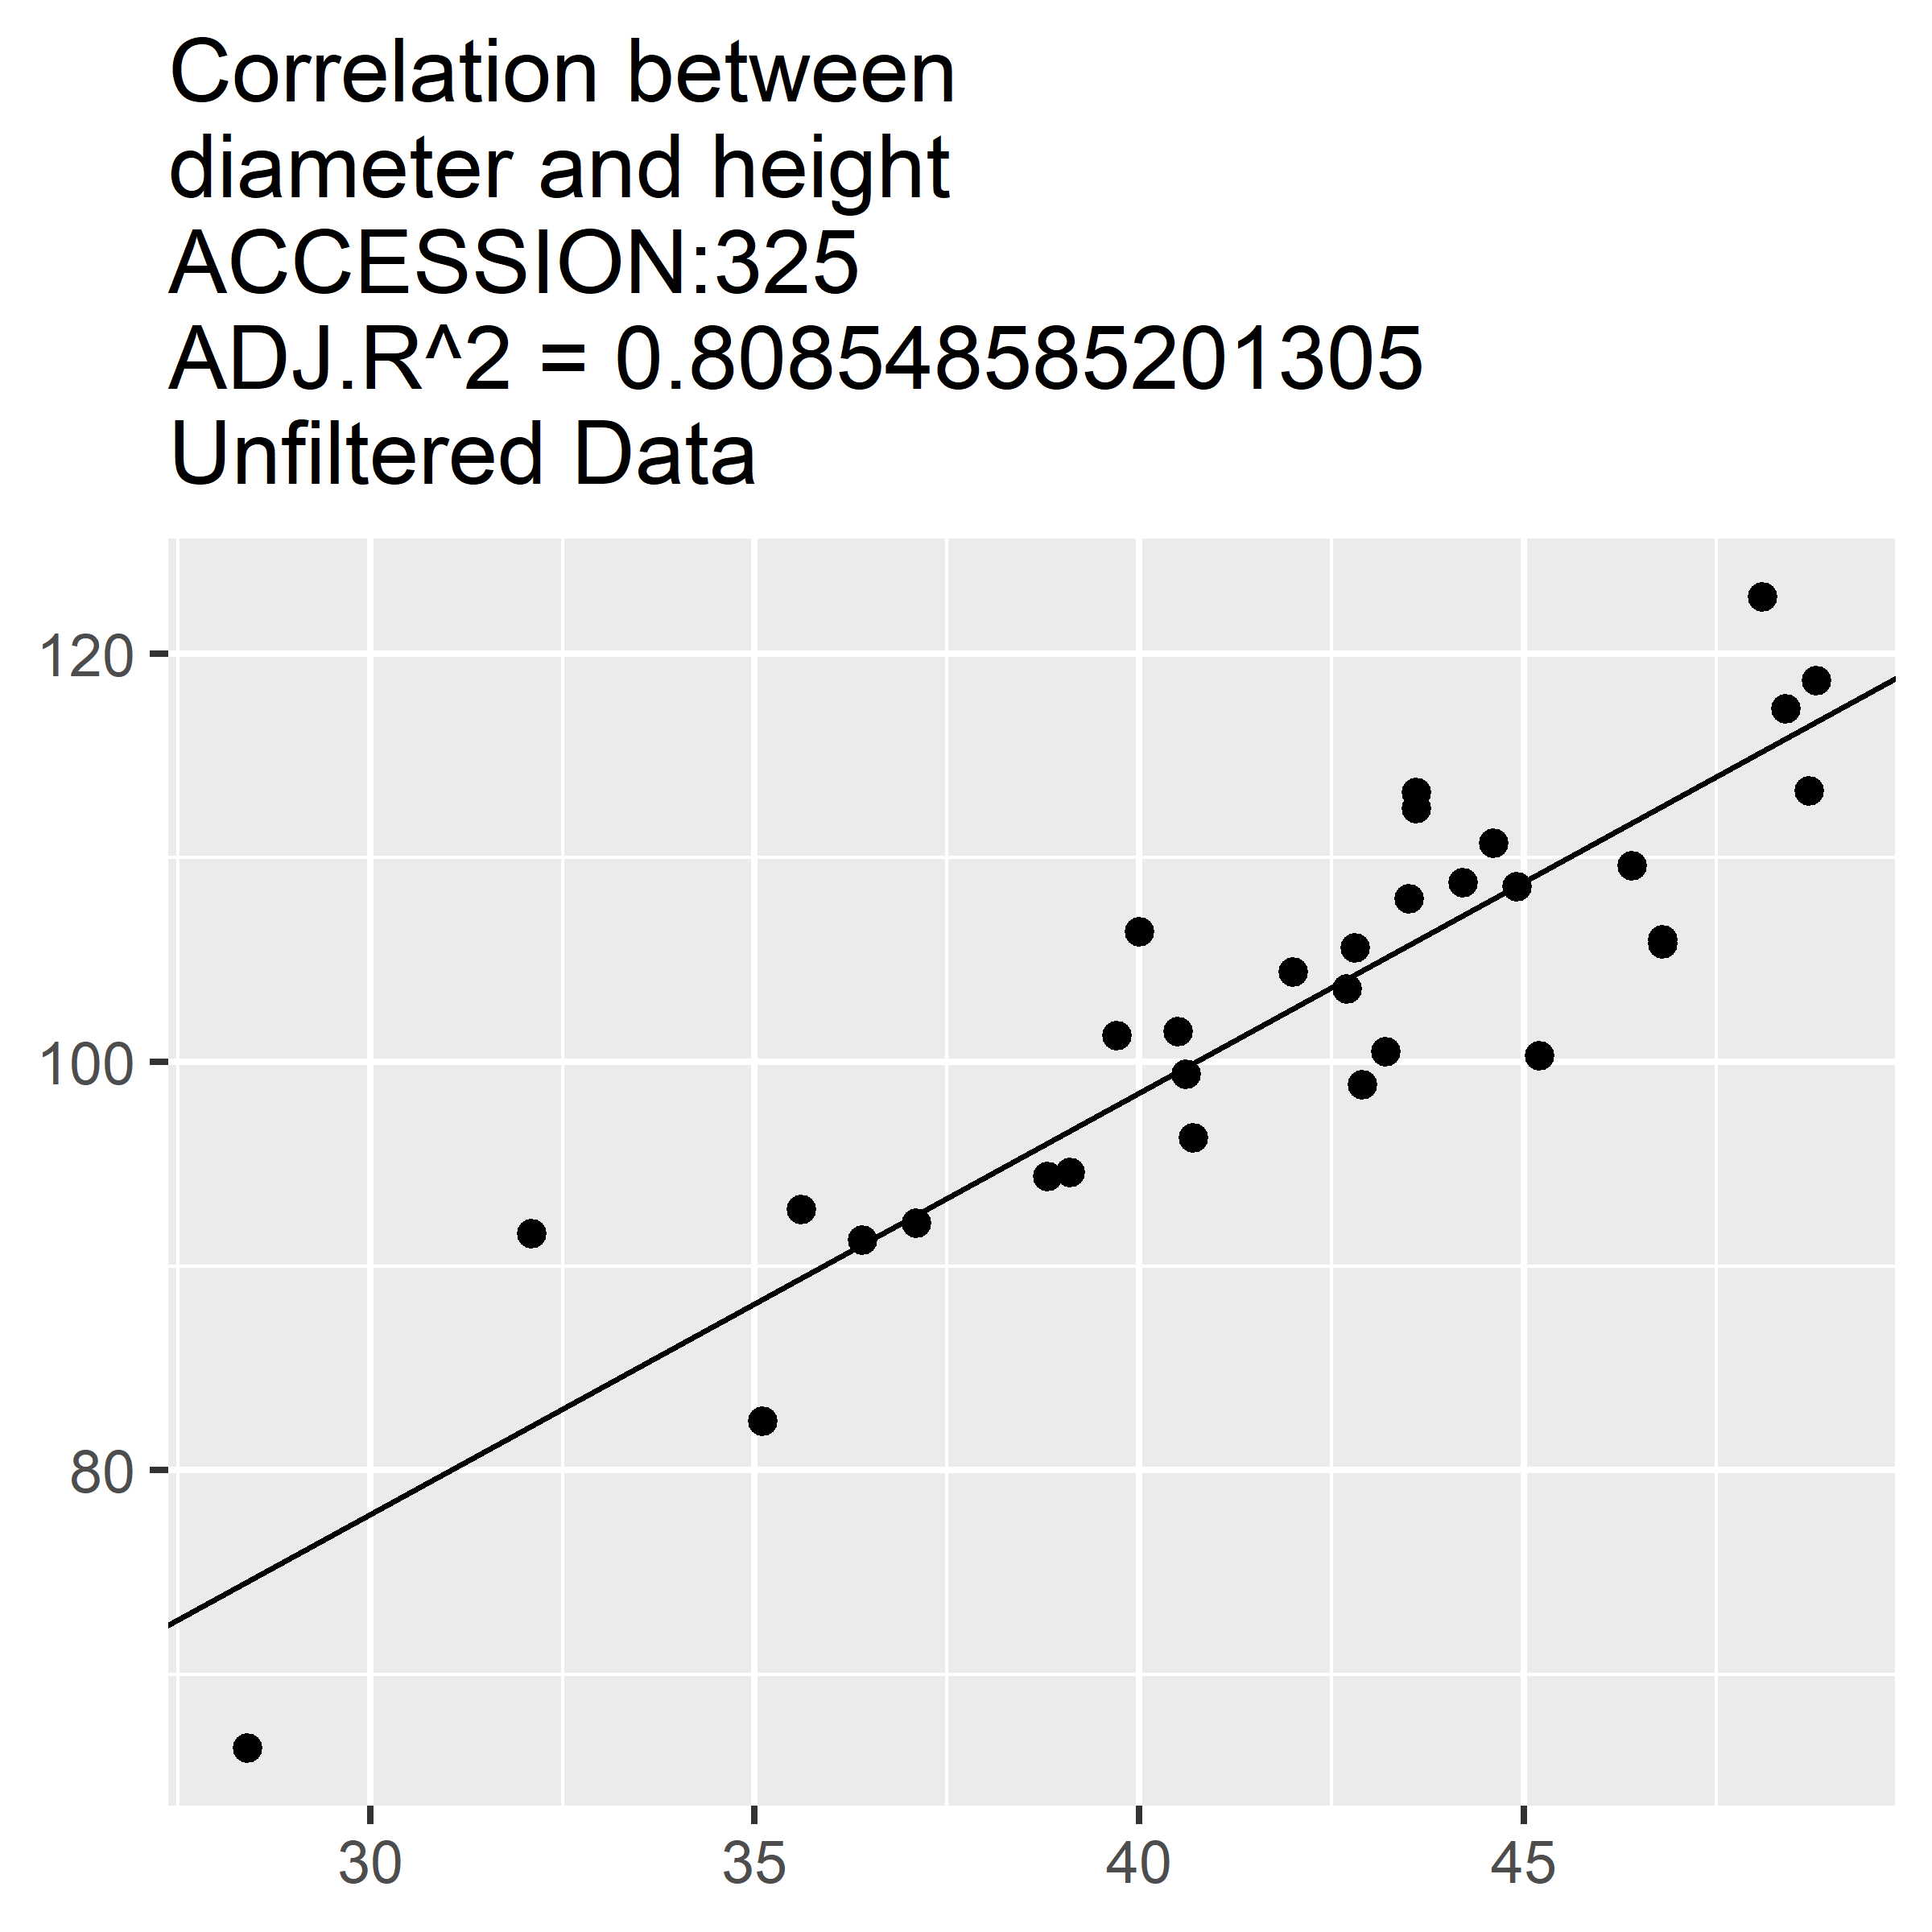 Correlation between
diameter and height
ACCESSION:325
ADJ.R^2 = 0.808548585201305
Unfiltered Data
120
100
80
30 35 40 45